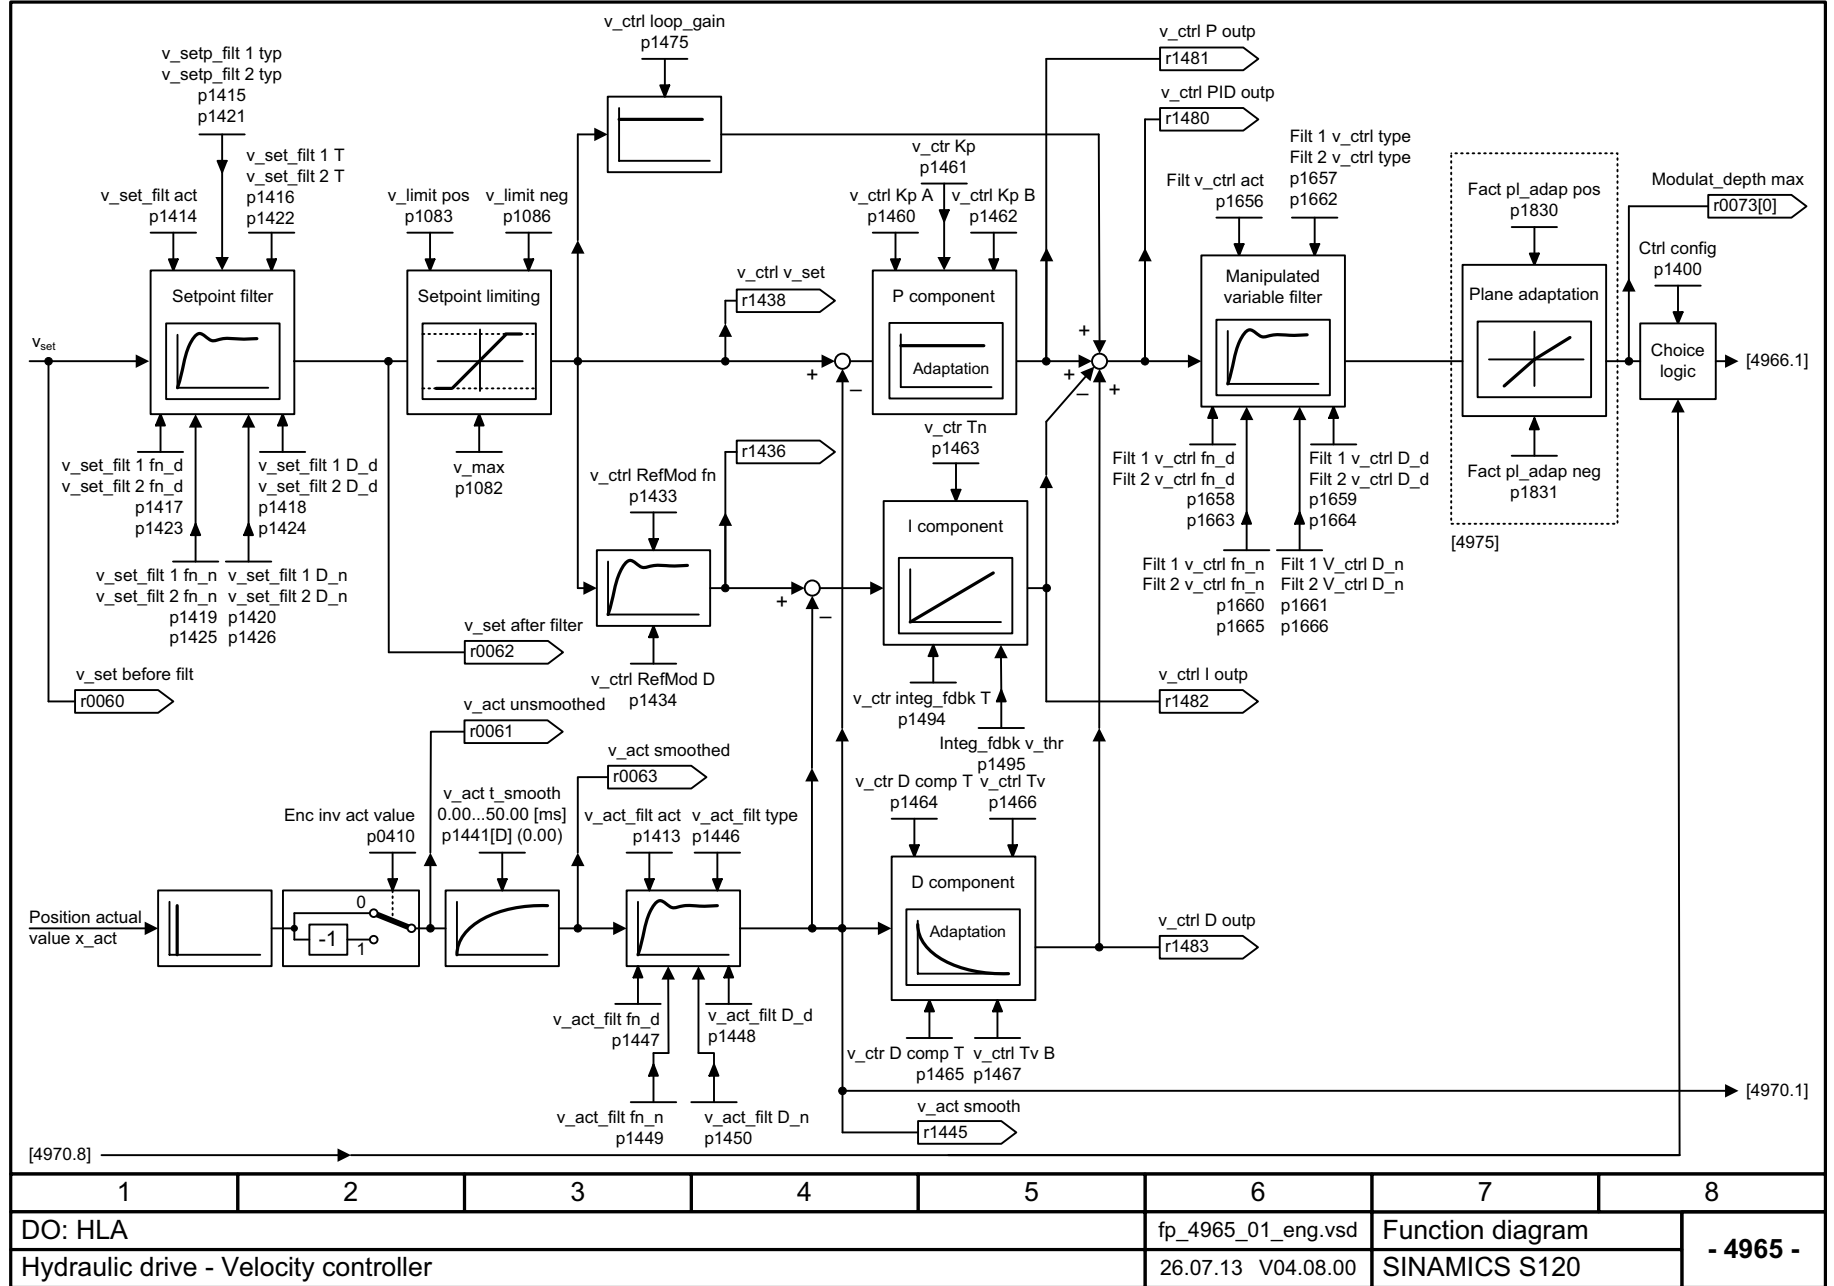 v_ctrl loop_gain
p1475
v_setp_filt 1 typ
v_setp_filt 2 typ
p1415
p1421
v_set_filt 1 T
v_set_filt 2 T
p1416
p1422
v_set_filt act
p1414
v_limit pos
p1083
v_limit neg
p1086
v_ctrl P outp
r1481
v_ctrl PID outp
r1480
v_ctr Kp
p1461
v_ctrl Kp A
p1460
v_ctrl Kp B
p1462
Filt 1 v_ctrl type
Filt 2 v_ctrl type
p1657
p1662
Filt v_ctrl act
p1656
Fact pl_adap pos
p1830
Modulat_depth max
r0073[0]
Ctrl config
p1400
v_ctrl v_set
r1438
Setpoint filter
Setpoint limiting
P component
Adaptation
Manipulated
variable filter
Plane adaptation
Choice
logic
[4966.1]
vset
+
–
+
+
–
+
v_set_filt 1 fn_d
v_set_filt 2 fn_d
p1417
p1423
v_set_filt 1 D_d
v_set_filt 2 D_d
p1418
p1424
v_set_filt 1 fn_n
v_set_filt 2 fn_n
p1419
p1425
v_set_filt 1 D_n
v_set_filt 2 D_n
p1420
p1426
v_max
p1082
r1436
v_ctrl RefMod fn
p1433
v_ctr Tn
p1463
I component
+
–
Filt 1 v_ctrl fn_d
Filt 2 v_ctrl fn_d
p1658
p1663
Filt 1 v_ctrl D_d
Filt 2 v_ctrl D_d
p1659
p1664
Filt 1 v_ctrl fn_n
Filt 2 v_ctrl fn_n
p1660
p1665
Filt 1 V_ctrl D_n
Filt 2 V_ctrl D_n
p1661
p1666
Fact pl_adap neg
p1831
[4975]
v_set before filt
r0060
v_set after filter
r0062
v_ctrl RefMod D
p1434
v_act unsmoothed
r0061
v_act smoothed
r0063
v_ctr integ_fdbk T
p1494
Integ_fdbk v_thr
p1495
v_ctrl I outp
r1482
Enc inv act value
p0410
v_act t_smooth
0.00...50.00 [ms]
p1441[D] (0.00)
v_act_filt act
p1413
v_act_filt type
p1446
v_ctr D comp T
p1464
v_ctrl Tv
p1466
D component
Adaptation
v_ctrl D outp
r1483
Position actual
value x_act
0
-1
1
v_act_filt fn_d
p1447
v_act_filt D_d
p1448
v_act_filt fn_n
p1449
v_act_filt D_n
p1450
v_ctr D comp T
p1465
v_ctrl Tv B
p1467
[4970.1]
v_act smooth
r1445
[4970.8]
1 2 3 4 5 6 7 8
DO: HLA
fp_4965_01_eng.vsd
Function diagram
- 4965 -
Hydraulic drive - Velocity controller
26.07.13 V04.08.00
SINAMICS S120